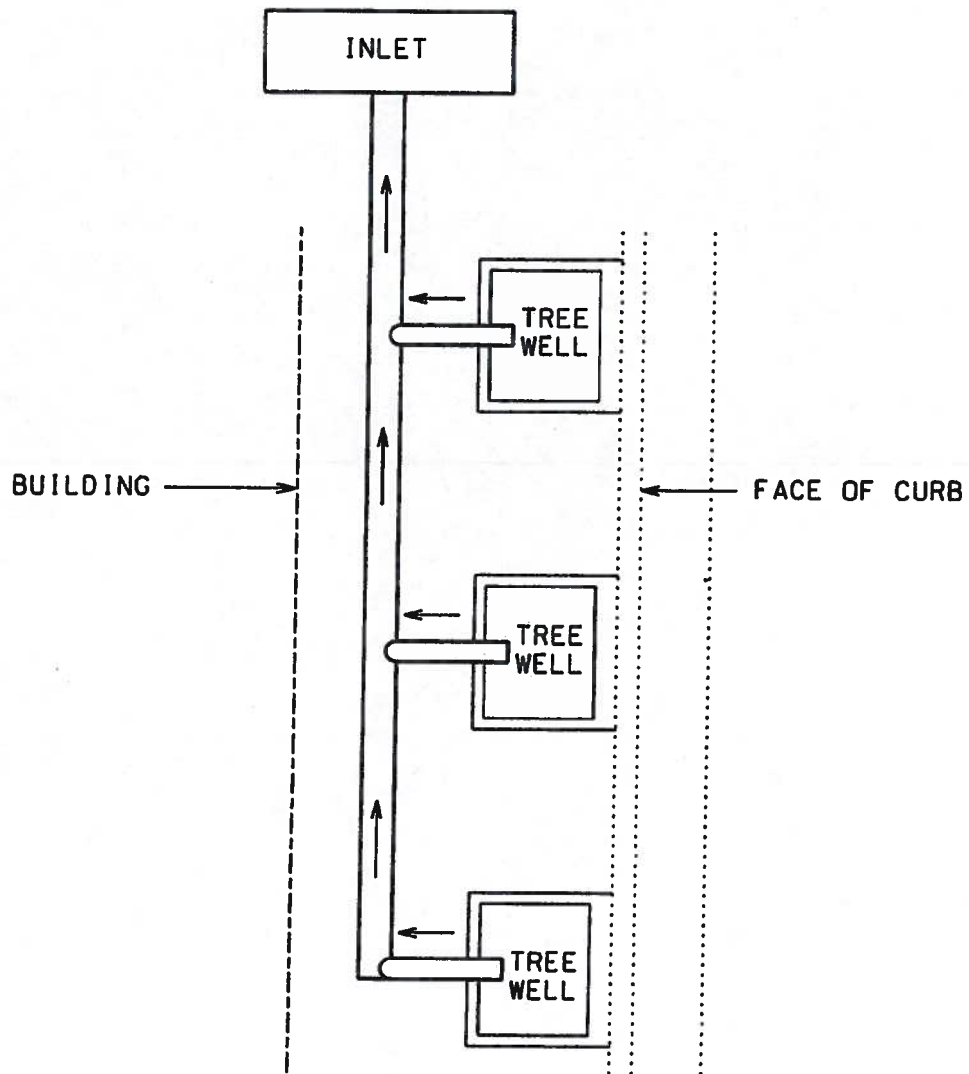 INLET
TREE
WELL
BUILDING
FACE OF CURB
TREE
WELL
TREE
WELL